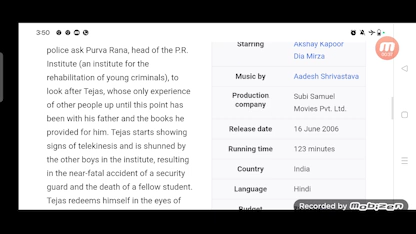 3:50
police ask Purva Rana, head of the P.R.
Institute (an institute for the
rehabilitation of young criminals), to
look after Tejas, whose only experience
of other people up until this point has
been with his father and the books he
provided for him. Tejas starts showing
signs of telekinesis and is shunned by
the other boys in the institute, resulting
in the near-fatal accident of a security
guard and the death of a fellow student.
Tejas redeems himself in the eyes of
Starring Akshay Kapoor
Dia Mirza
Music by Aadesh Shrivastava
Production Subi Samuel
company Movies Pvt. Ltd.
Release date 16 June 2006
Running time 123 minutes
Country India
Language Hindi
Budget
Recorded by Mobizen